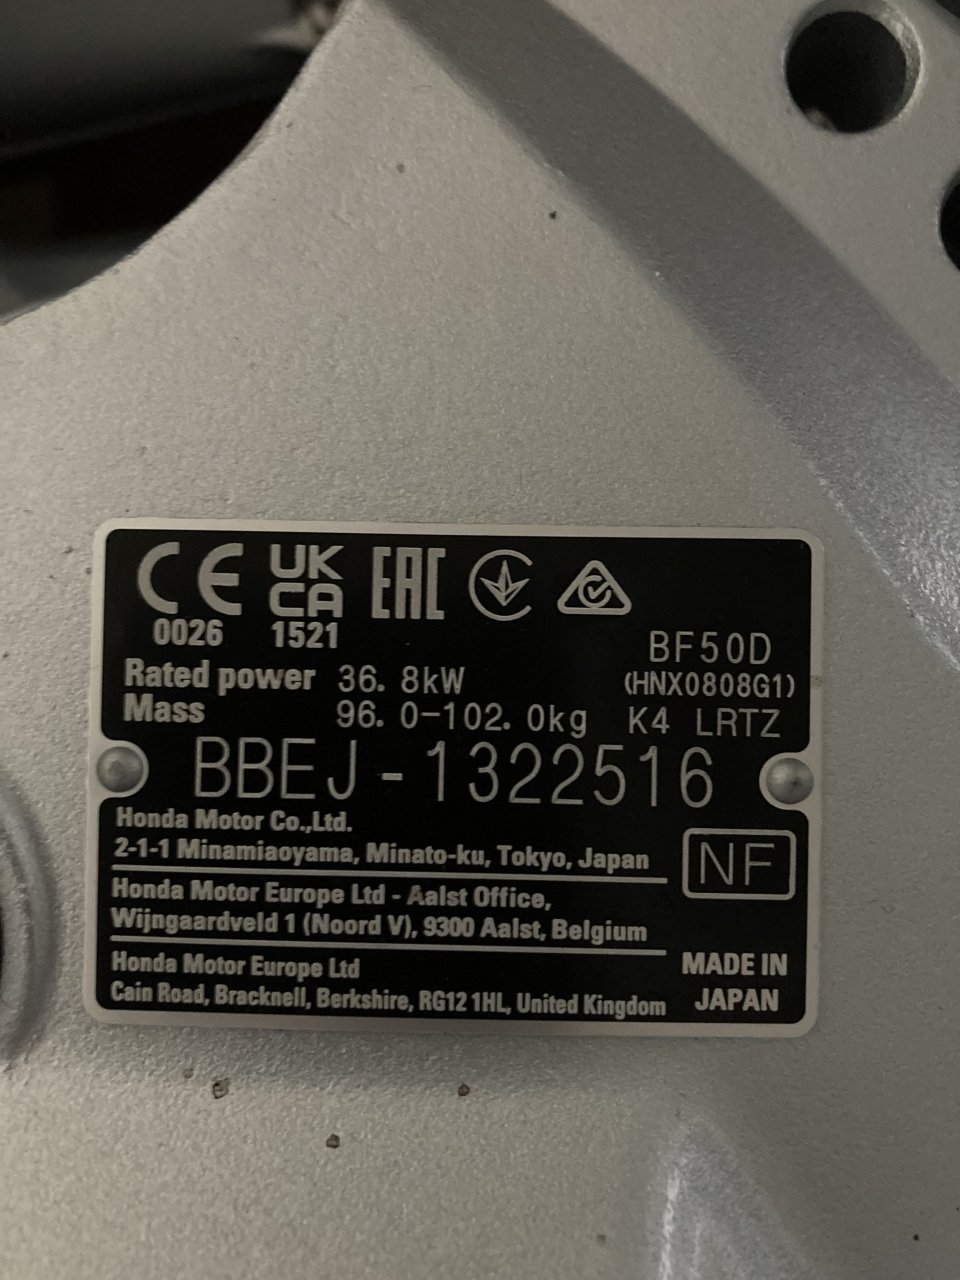 CE UK CA EAC
0026 1521
BF50D
Rated power 36.8kW (HNX0808G1)
Mass 96.0-102.0kg K4 LRTZ
BBEJ-1322516
Honda Motor Co.,Ltd.
2-1-1 Minamiaoyama, Minato-ku, Tokyo, Japan
NF
Honda Motor Europe Ltd - Aalst Office,
Wijngaardveld 1 (Noord V), 9300 Aalst, Belgium
Honda Motor Europe Ltd
Cain Road, Bracknell, Berkshire, RG12 1HL, United Kingdom
MADE IN
JAPAN